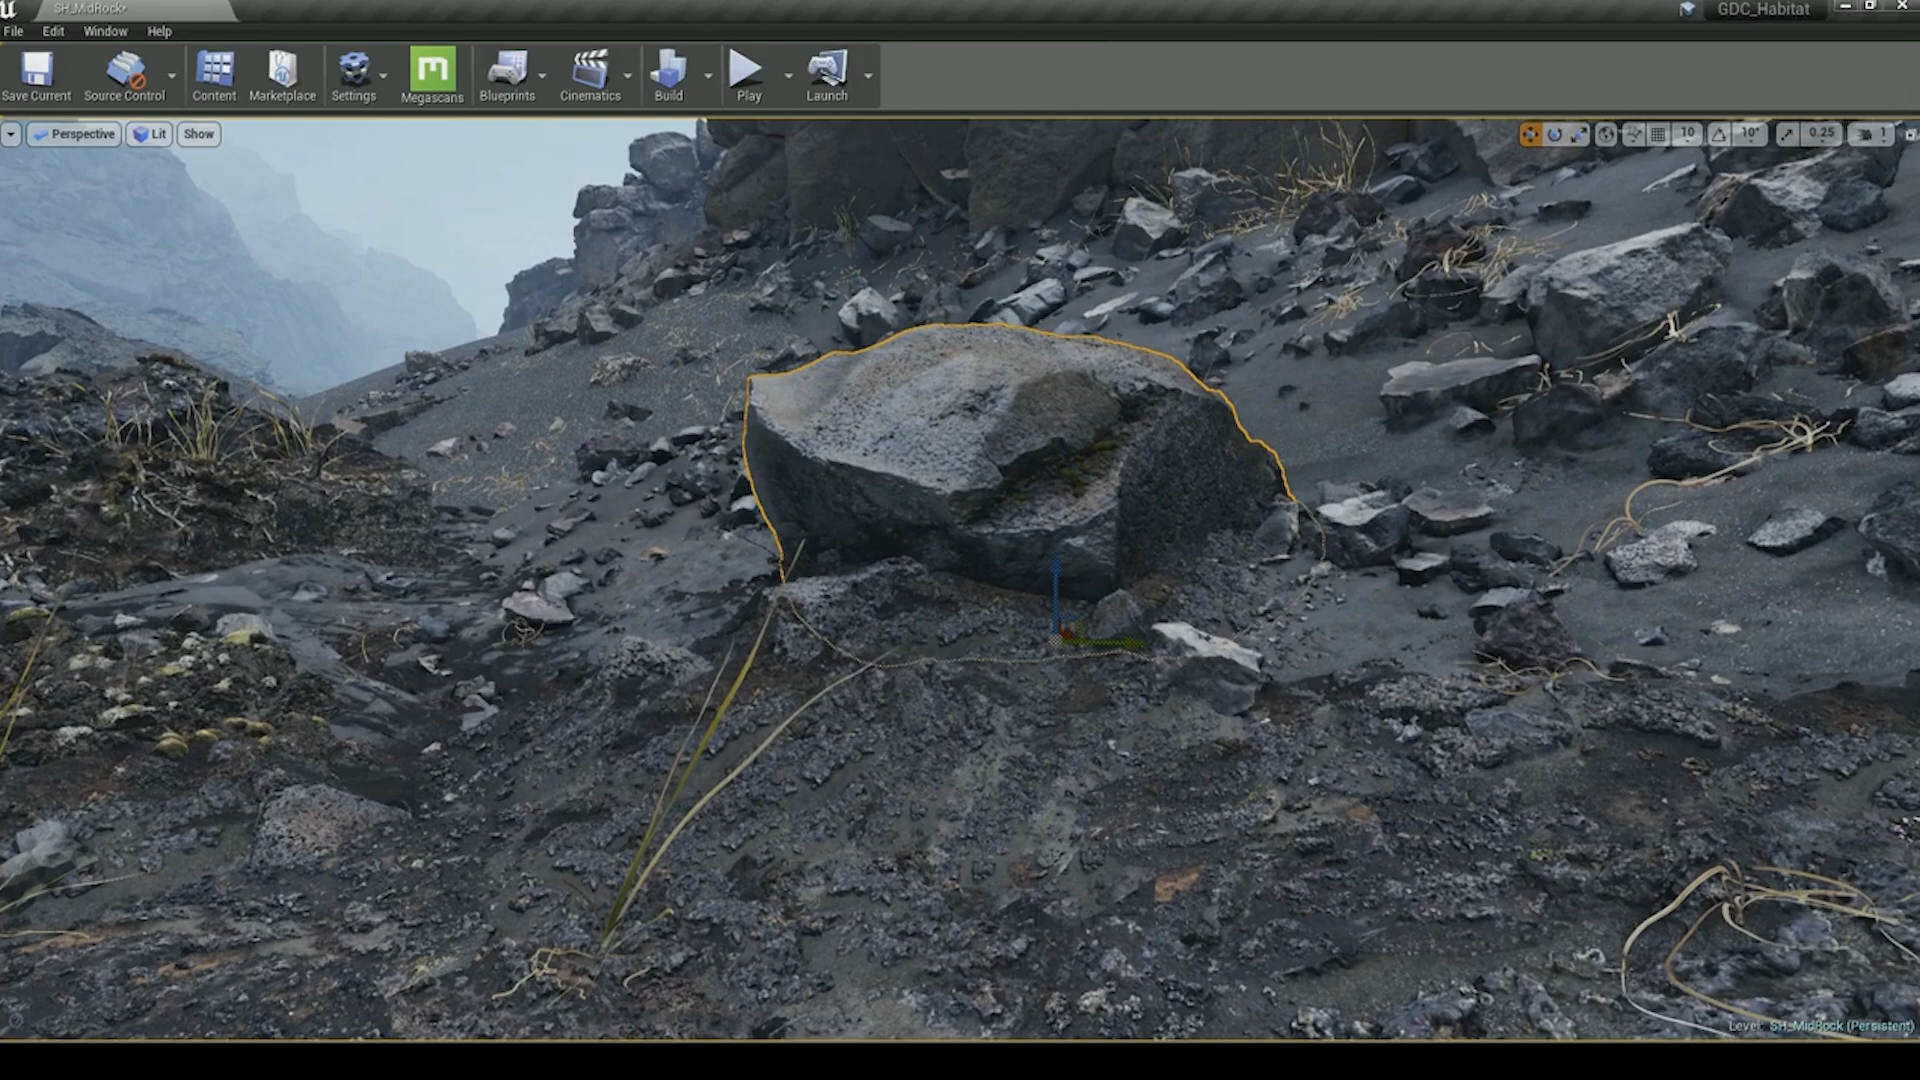 SH_MidRock*
GDC_Habitat
File Edit Window Help
Save Current Source Control Content Marketplace Settings Megascans Blueprints Cinematics Build Play Launch
Perspective Lit Show
10 10° 0.25 1
Level: SH_MidRock (Persistent)